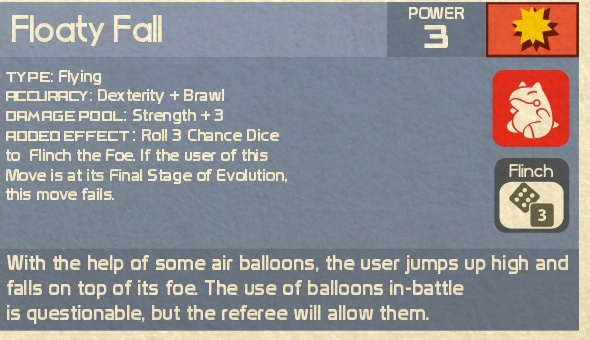 Floaty Fall
POWER
3
TYPE: Flying
ACCURACY: Dexterity + Brawl
DAMAGE POOL: Strength + 3
ADDED EFFECT: Roll 3 Chance Dice
to Flinch the Foe. If the user of this
Move is at its Final Stage of Evolution,
this move fails.
Flinch
3
With the help of some air balloons, the user jumps up high and
falls on top of its foe. The use of balloons in-battle
is questionable, but the referee will allow them.